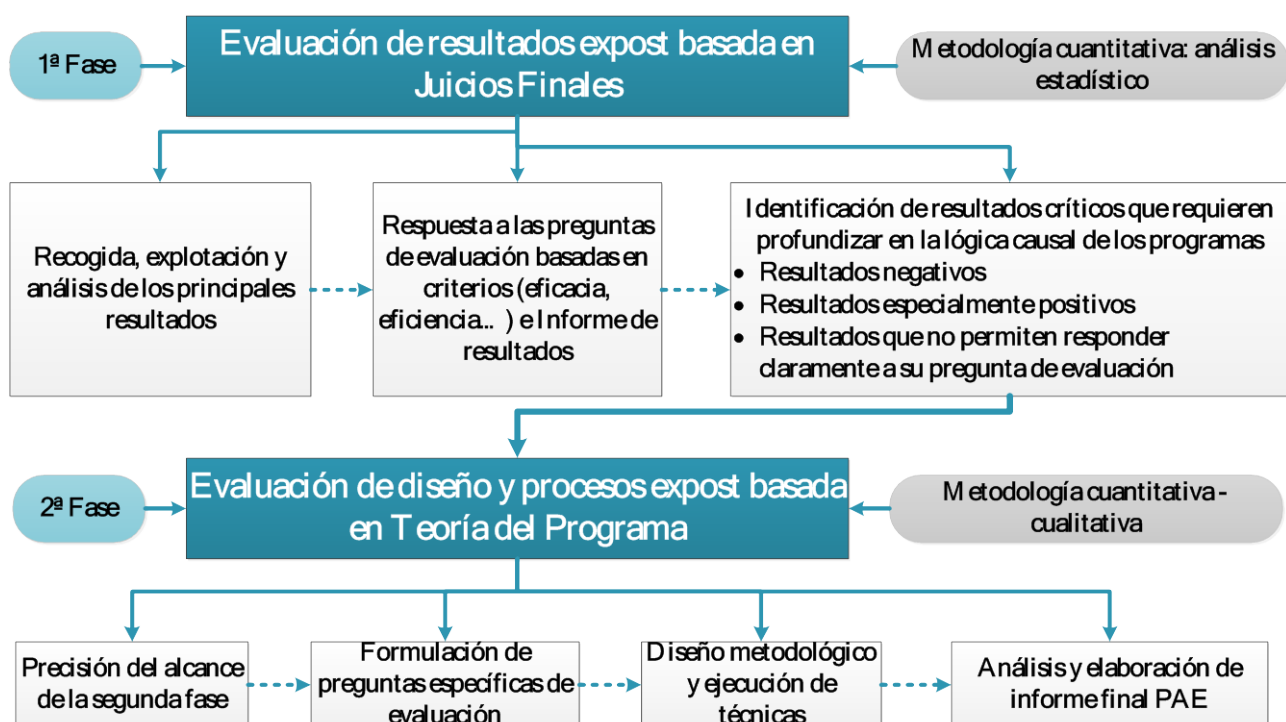 1ª Fase
Evaluación de resultados expost basada en
Juicios Finales
Metodología cuantitativa: análisis
estadístico
Recogida, explotación y
análisis de los principales
resultados
Respuesta a las preguntas
de evaluación basadas en
criterios (eficacia,
eficiencia... ) e Informe de
resultados
Identificación de resultados críticos que requieren
profundizar en la lógica causal de los programas
• Resultados negativos
• Resultados especialmente positivos
• Resultados que no permiten responder
claramente a su pregunta de evaluación
2ª Fase
Evaluación de diseño y procesos expost basada
en Teoría del Programa
Metodología cuantitativa -
cualitativa
Precisión del alcance
de la segunda fase
Formulación de
preguntas específicas de
evaluación
Diseño metodológico
y ejecución de
técnicas
Análisis y elaboración de
informe final PAE